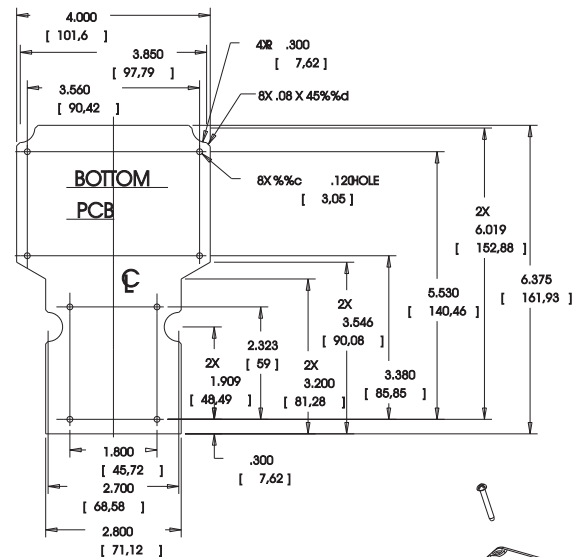 4.000
[ 101,6 ]
3.850
[ 97,79 ]
3.560
[ 90,42 ]
4XR .300
[ 7,62 ]
8X .08 X 45%%d
8X %%c .120HOLE
[ 3,05 ]
BOTTOM
PCB
CL
2X
6.019
[ 152,88 ]
6.375
[ 161,93 ]
5.530
[ 140,46 ]
2X
3.546
[ 90,08 ]
3.380
[ 85,85 ]
2.323
[ 59 ]
2X
1.909
[ 48,49 ]
2X
3.200
[ 81,28 ]
1.800
[ 45,72 ]
.300
[ 7,62 ]
2.700
[ 68,58 ]
2.800
[ 71,12 ]